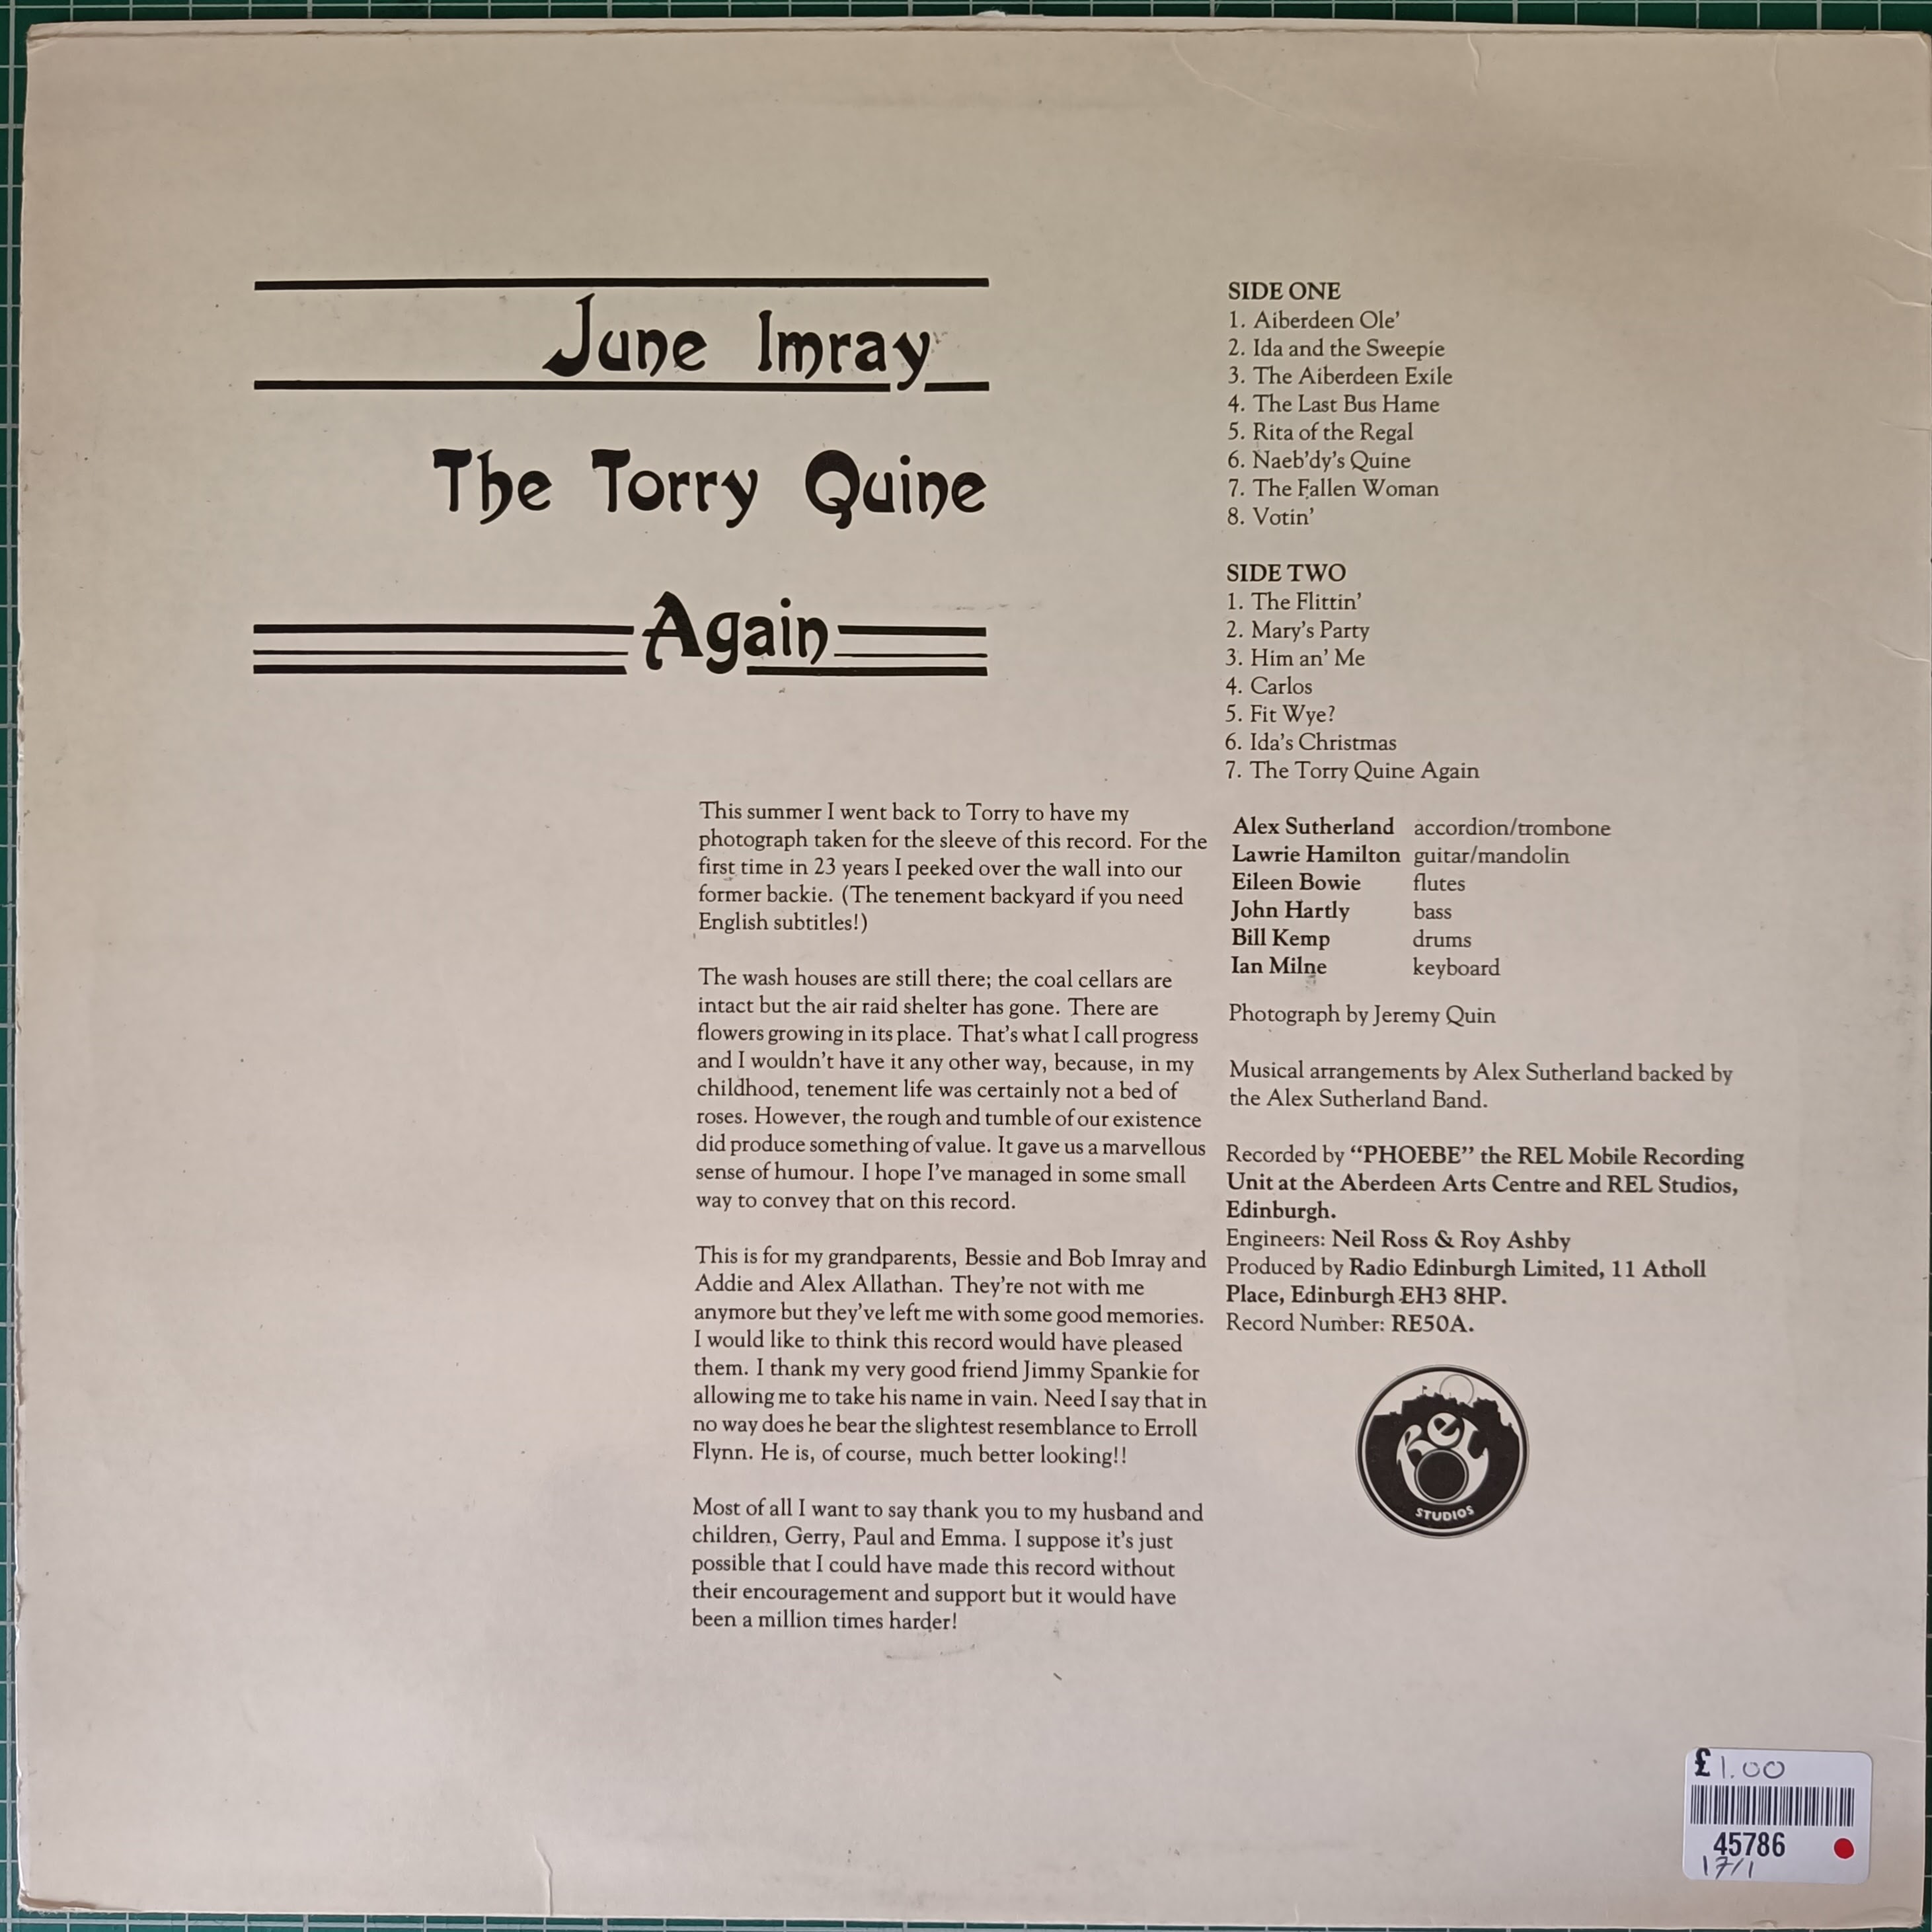 June Imray
The Torry Quine
Again
This summer I went back to Torry to have my
photograph taken for the sleeve of this record. For the
first time in 23 years I peeked over the wall into our
former backie. (The tenement backyard if you need
English subtitles!)
The wash houses are still there; the coal cellars are
intact but the air raid shelter has gone. There are
flowers growing in its place. That's what I call progress
and I wouldn't have it any other way, because, in my
childhood, tenement life was certainly not a bed of
roses. However, the rough and tumble of our existence
did produce something of value. It gave us a marvellous
sense of humour. I hope I've managed in some small
way to convey that on this record.
This is for my grandparents, Bessie and Bob Imray and
Addie and Alex Allathan. They're not with me
anymore but they've left me with some good memories.
I would like to think this record would have pleased
them. I thank my very good friend Jimmy Spankie for
allowing me to take his name in vain. Need I say that in
no way does he bear the slightest resemblance to Erroll
Flynn. He is, of course, much better looking!!
Most of all I want to say thank you to my husband and
children, Gerry, Paul and Emma. I suppose it's just
possible that I could have made this record without
their encouragement and support but it would have
been a million times harder!
SIDE ONE
1. Aiberdeen Ole'
2. Ida and the Sweepie
3. The Aiberdeen Exile
4. The Last Bus Hame
5. Rita of the Regal
6. Naeb'dy's Quine
7. The Fallen Woman
8. Votin'
SIDE TWO
1. The Flittin'
2. Mary's Party
3. Him an' Me
4. Carlos
5. Fit Wye?
6. Ida's Christmas
7. The Torry Quine Again
Alex Sutherland accordion/trombone
Lawrie Hamilton guitar/mandolin
Eileen Bowie flutes
John Hartly bass
Bill Kemp drums
Ian Milne keyboard
Photograph by Jeremy Quin
Musical arrangements by Alex Sutherland backed by
the Alex Sutherland Band.
Recorded by "PHOEBE" the REL Mobile Recording
Unit at the Aberdeen Arts Centre and REL Studios,
Edinburgh.
Engineers: Neil Ross & Roy Ashby
Produced by Radio Edinburgh Limited, 11 Atholl
Place, Edinburgh EH3 8HP.
Record Number: RE50A.
ReL
STUDIOS
£1.00
45786
17/1